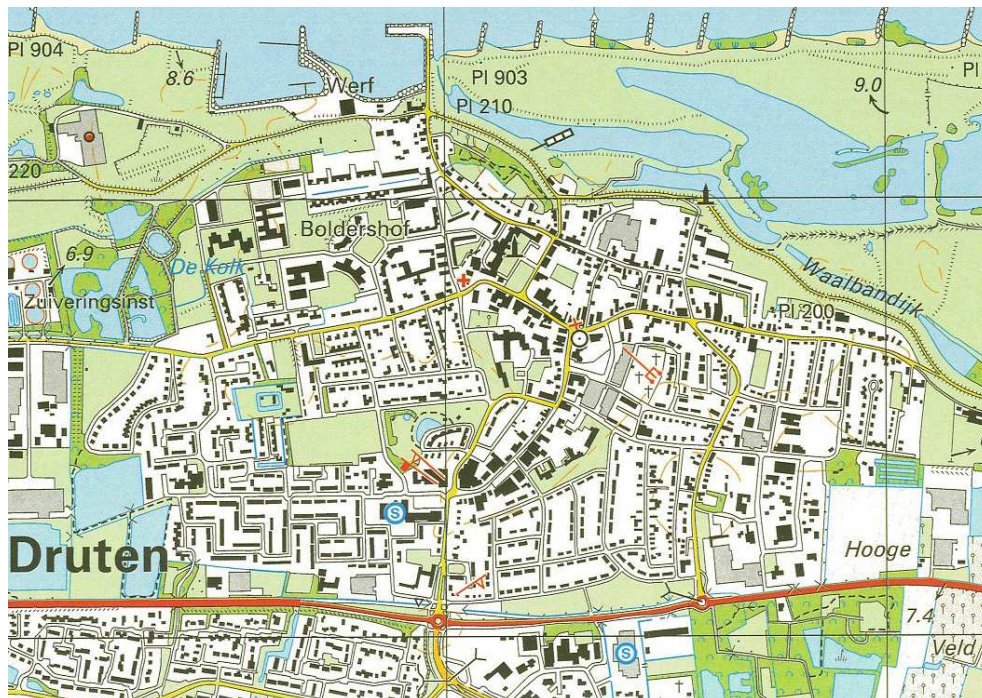 Pl 904
8.6
Werf
Pl 903
Pl 210
9.0
Pl
220
Boldershof
6.9
De Kolk
Zuiveringsinst
Waalbandijk
Pl 200
S
Druten
Hooge
7.4
S
Veld